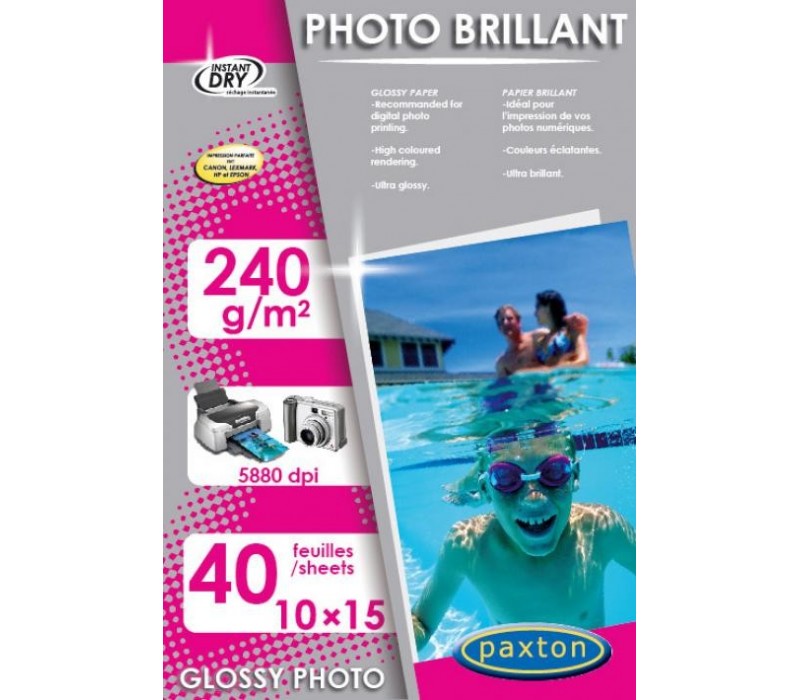 PHOTO BRILLANT
INSTANT
DRY
séchage instantané
IMPRESSION PARFAITE
sur
CANON, LEXMARK,
HP et EPSON
GLOSSY PAPER
-Recommanded for
digital photo
printing.
-High coloured
rendering.
-Ultra glossy.
PAPIER BRILLANT
-Idéal pour
l'impression de vos
photos numériques.
-Couleurs éclatantes.
-Ultra brillant.
240
g/m²
5880 dpi
40 feuilles
/sheets
10×15
GLOSSY PHOTO
paxton